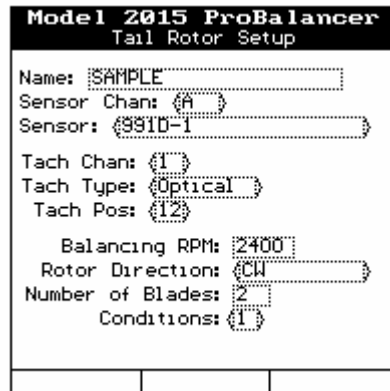 Model 2015 ProBalancer
Tail Rotor Setup
Name: SAMPLE
Sensor Chan: A
Sensor: 991D-1
Tach Chan: 1
Tach Type: Optical
Tach Pos: 12
Balancing RPM: 2400
Rotor Direction: CW
Number of Blades: 2
Conditions: 1